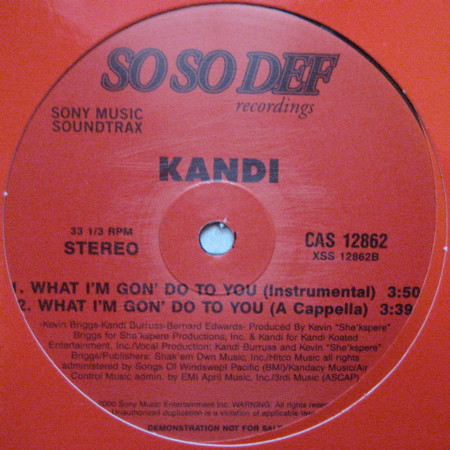 SO SO DEF
recordings
SONY MUSIC
SOUNDTRAX
KANDI
33 1/3 RPM
STEREO
CAS 12862
XSS 12862B
1. WHAT I'M GON' DO TO YOU (Instrumental) 3:50
2. WHAT I'M GON' DO TO YOU (A Cappella) 3:39
-Kevin Briggs-Kandi Burruss-Bernard Edwards- Produced By Kevin "She'kspere"
Briggs for She'kspere Productions, Inc. & Kandi for Kandi Koated
Entertainment, Inc./Vocal Production: Kandi Burruss and Kevin "She'kspere"
Briggs/Publishers: Shak'em Down Music, Inc./Hitco Music all rights
administered by Songs Of Windswept Pacific (BMI)/Kandacy Music/Air
Control Music admin. by EMI April Music, Inc./3rdi Music (ASCAP)
2000 Sony Music Entertainment Inc. WARNING: All rights reserved.
Unauthorized duplication is a violation of applicable laws.
DEMONSTRATION NOT FOR SALE